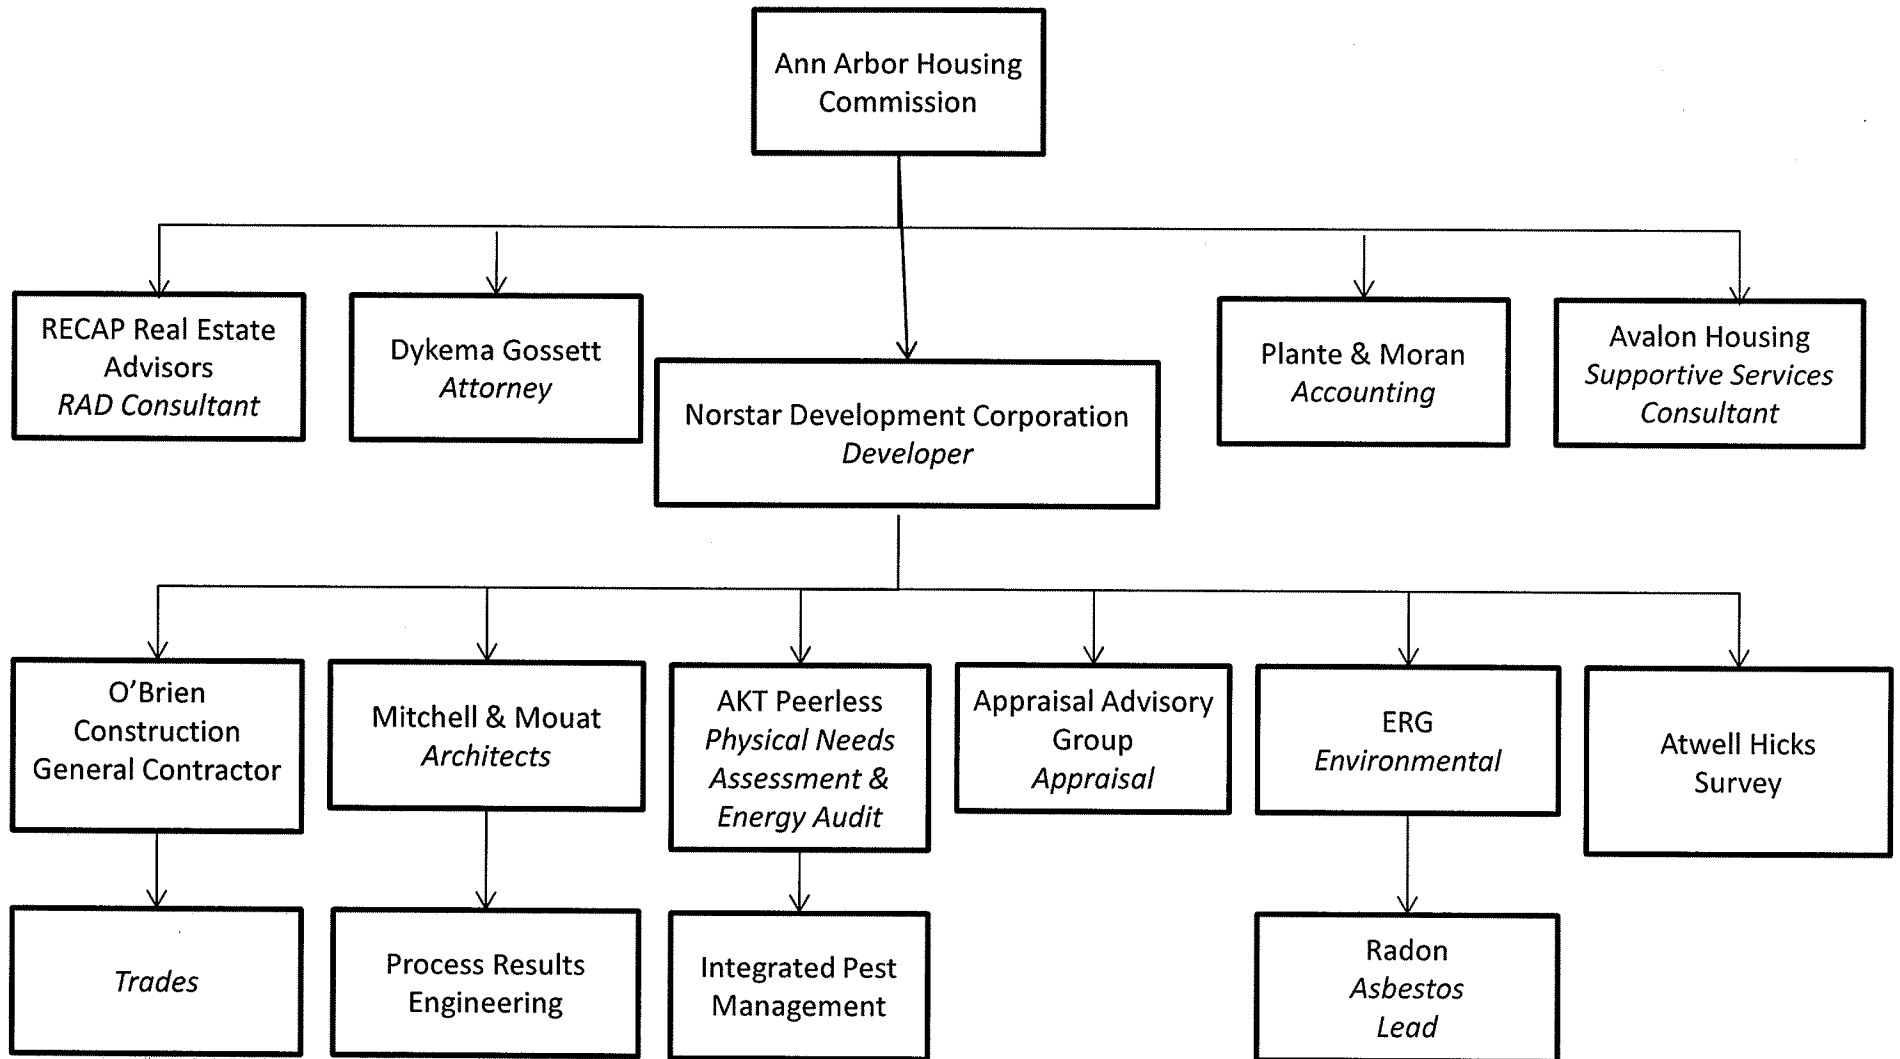 Ann Arbor Housing
Commission
RECAP Real Estate
Advisors
RAD Consultant
Dykema Gossett
Attorney
Norstar Development Corporation
Developer
Plante & Moran
Accounting
Avalon Housing
Supportive Services
Consultant
O’Brien
Construction
General Contractor
Mitchell & Mouat
Architects
AKT Peerless
Physical Needs
Assessment &
Energy Audit
Appraisal Advisory
Group
Appraisal
ERG
Environmental
Atwell Hicks
Survey
Trades
Process Results
Engineering
Integrated Pest
Management
Radon
Asbestos
Lead